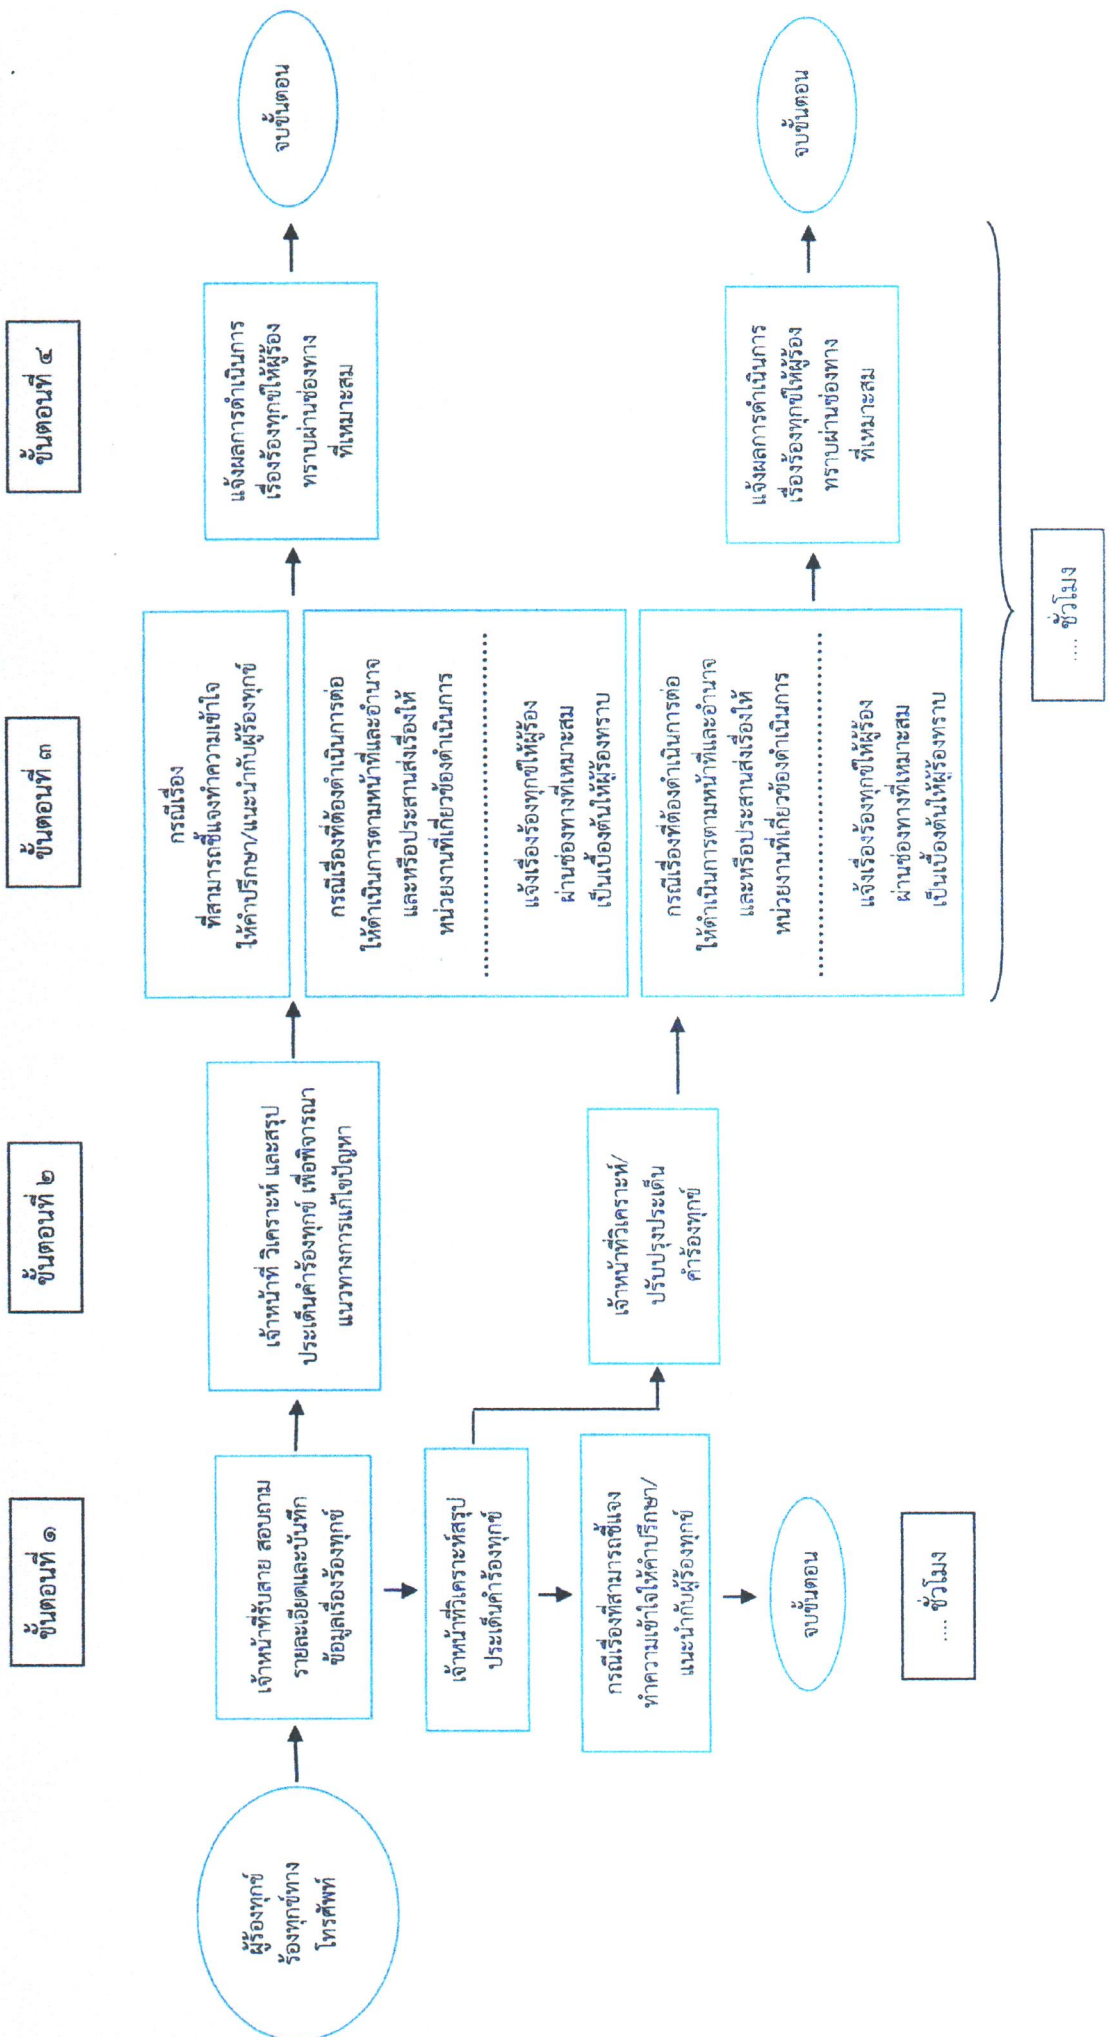 ขั้นตอนที่ ๑
ขั้นตอนที่ ๒
ขั้นตอนที่ ๓
ขั้นตอนที่ ๔
ผู้ร้องทุกข์
ร้องทุกข์ทาง
โทรศัพท์
เจ้าหน้าที่รับสาย สอบถาม
รายละเอียดและบันทึก
ข้อมูลเรื่องร้องทุกข์
เจ้าหน้าที่วิเคราะห์สรุป
ประเด็นคำร้องทุกข์
กรณีเรื่องที่สามารถชี้แจง
ทำความเข้าใจให้คำปรึกษา/
แนะนำกับผู้ร้องทุกข์
จบขั้นตอน
.... ชั่วโมง
เจ้าหน้าที่ วิเคราะห์ และสรุป
ประเด็นคำร้องทุกข์ เพื่อพิจารณา
แนวทางการแก้ไขปัญหา
เจ้าหน้าที่วิเคราะห์/
ปรับปรุงประเด็น
คำร้องทุกข์
กรณีเรื่อง
ที่สามารถชี้แจงทำความเข้าใจ
ให้คำปรึกษา/แนะนำกับผู้ร้องทุกข์
กรณีเรื่องที่ต้องดำเนินการต่อ
ให้ดำเนินการตามหน้าที่และอำนาจ
และหรือประสานส่งเรื่องให้
หน่วยงานที่เกี่ยวข้องดำเนินการ
แจ้งเรื่องร้องทุกข์ให้ผู้ร้อง
ผ่านช่องทางที่เหมาะสม
เป็นเบื้องต้นให้ผู้ร้องทราบ
กรณีเรื่องที่ต้องดำเนินการต่อ
ให้ดำเนินการตามหน้าที่และอำนาจ
และหรือประสานส่งเรื่องให้
หน่วยงานที่เกี่ยวข้องดำเนินการ
แจ้งเรื่องร้องทุกข์ให้ผู้ร้อง
ผ่านช่องทางที่เหมาะสม
เป็นเบื้องต้นให้ผู้ร้องทราบ
แจ้งผลการดำเนินการ
เรื่องร้องทุกข์ให้ผู้ร้อง
ทราบผ่านช่องทาง
ที่เหมาะสม
จบขั้นตอน
แจ้งผลการดำเนินการ
เรื่องร้องทุกข์ให้ผู้ร้อง
ทราบผ่านช่องทาง
ที่เหมาะสม
จบขั้นตอน
.... ชั่วโมง